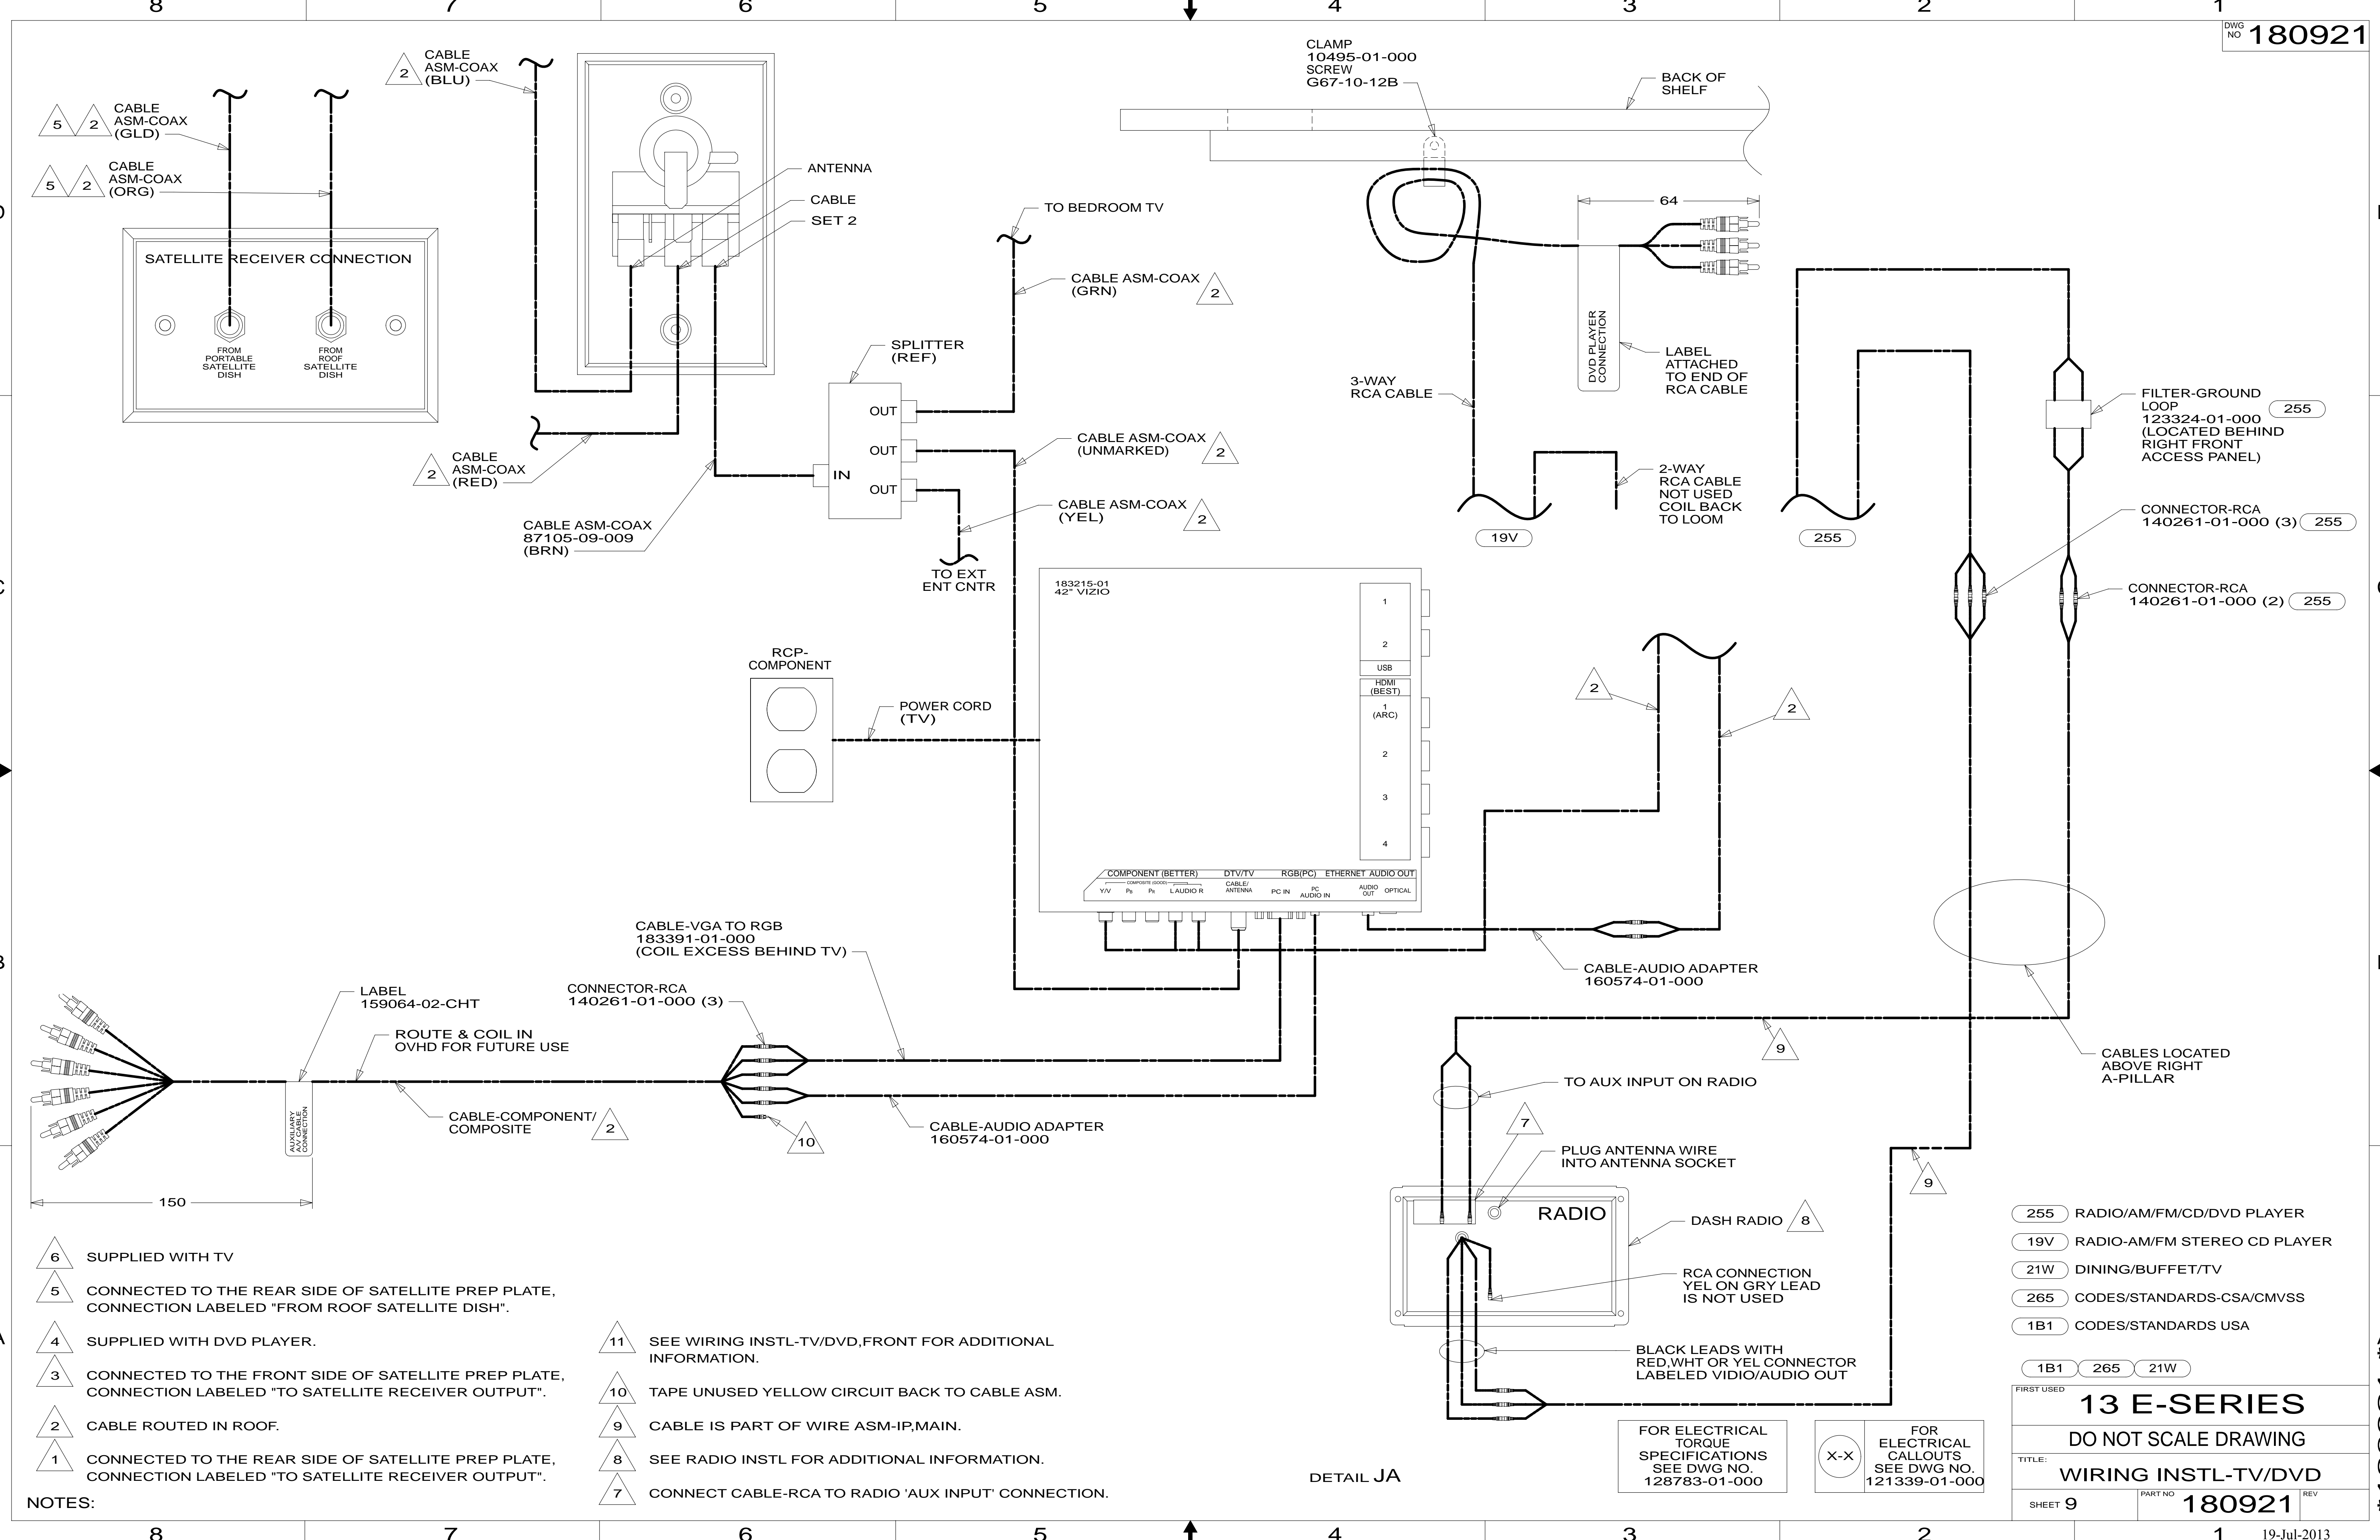 8 7 6 5 4 3 2 1
DWG NO 180921
CABLE
ASM-COAX
(BLU)
2
5 2
CABLE
ASM-COAX
(GLD)
5 2
CABLE
ASM-COAX
(ORG)
SATELLITE RECEIVER CONNECTION
FROM
PORTABLE
SATELLITE
DISH
FROM
ROOF
SATELLITE
DISH
ANTENNA
CABLE
SET 2
2
CABLE
ASM-COAX
(RED)
CABLE ASM-COAX
87105-09-009
(BRN)
SPLITTER
(REF)
IN
OUT
OUT
OUT
TO BEDROOM TV
CABLE ASM-COAX
(GRN)
2
CABLE ASM-COAX
(UNMARKED)
2
CABLE ASM-COAX
(YEL)
2
TO EXT
ENT CNTR
CLAMP
10495-01-000
SCREW
G67-10-12B
BACK OF
SHELF
64
DVD PLAYER
CONNECTION
LABEL
ATTACHED
TO END OF
RCA CABLE
3-WAY
RCA CABLE
2-WAY
RCA CABLE
NOT USED
COIL BACK
TO LOOM
19V
255
FILTER-GROUND
LOOP
123324-01-000
255
(LOCATED BEHIND
RIGHT FRONT
ACCESS PANEL)
CONNECTOR-RCA
140261-01-000 (3)
255
CONNECTOR-RCA
140261-01-000 (2)
255
183215-01
42" VIZIO
1
2
USB
HDMI
(BEST)
1
(ARC)
2
3
4
COMPONENT (BETTER) DTV/TV RGB(PC) ETHERNET AUDIO OUT
COMPOSITE (GOOD)
Y/V PB PR L AUDIO R
CABLE/
ANTENNA
PC IN
PC
AUDIO IN
AUDIO
OUT
OPTICAL
RCP-
COMPONENT
POWER CORD
(TV)
2
2
CABLE-VGA TO RGB
183391-01-000
(COIL EXCESS BEHIND TV)
CONNECTOR-RCA
140261-01-000 (3)
LABEL
159064-02-CHT
ROUTE & COIL IN
OVHD FOR FUTURE USE
AUXILIARY
A/V CABLE
CONNECTION
CABLE-COMPONENT/
COMPOSITE
2
10
CABLE-AUDIO ADAPTER
160574-01-000
150
CABLE-AUDIO ADAPTER
160574-01-000
9
TO AUX INPUT ON RADIO
7
PLUG ANTENNA WIRE
INTO ANTENNA SOCKET
RADIO
DASH RADIO
8
RCA CONNECTION
YEL ON GRY LEAD
IS NOT USED
BLACK LEADS WITH
RED,WHT OR YEL CONNECTOR
LABELED VIDIO/AUDIO OUT
CABLES LOCATED
ABOVE RIGHT
A-PILLAR
9
6 SUPPLIED WITH TV
5 CONNECTED TO THE REAR SIDE OF SATELLITE PREP PLATE,
CONNECTION LABELED "FROM ROOF SATELLITE DISH".
4 SUPPLIED WITH DVD PLAYER.
3 CONNECTED TO THE FRONT SIDE OF SATELLITE PREP PLATE,
CONNECTION LABELED "TO SATELLITE RECEIVER OUTPUT".
2 CABLE ROUTED IN ROOF.
1 CONNECTED TO THE REAR SIDE OF SATELLITE PREP PLATE,
CONNECTION LABELED "TO SATELLITE RECEIVER OUTPUT".
NOTES:
11 SEE WIRING INSTL-TV/DVD,FRONT FOR ADDITIONAL
INFORMATION.
10 TAPE UNUSED YELLOW CIRCUIT BACK TO CABLE ASM.
9 CABLE IS PART OF WIRE ASM-IP,MAIN.
8 SEE RADIO INSTL FOR ADDITIONAL INFORMATION.
7 CONNECT CABLE-RCA TO RADIO 'AUX INPUT' CONNECTION.
DETAIL JA
FOR ELECTRICAL
TORQUE
SPECIFICATIONS
SEE DWG NO.
128783-01-000
X-X
FOR
ELECTRICAL
CALLOUTS
SEE DWG NO.
121339-01-000
255 RADIO/AM/FM/CD/DVD PLAYER
19V RADIO-AM/FM STEREO CD PLAYER
21W DINING/BUFFET/TV
265 CODES/STANDARDS-CSA/CMVSS
1B1 CODES/STANDARDS USA
1B1 265 21W
FIRST USED
13 E-SERIES
DO NOT SCALE DRAWING
TITLE:
WIRING INSTL-TV/DVD
SHEET 9
PART NO 180921
REV
8 7 6 5 4 3 2 1
19-Jul-2013